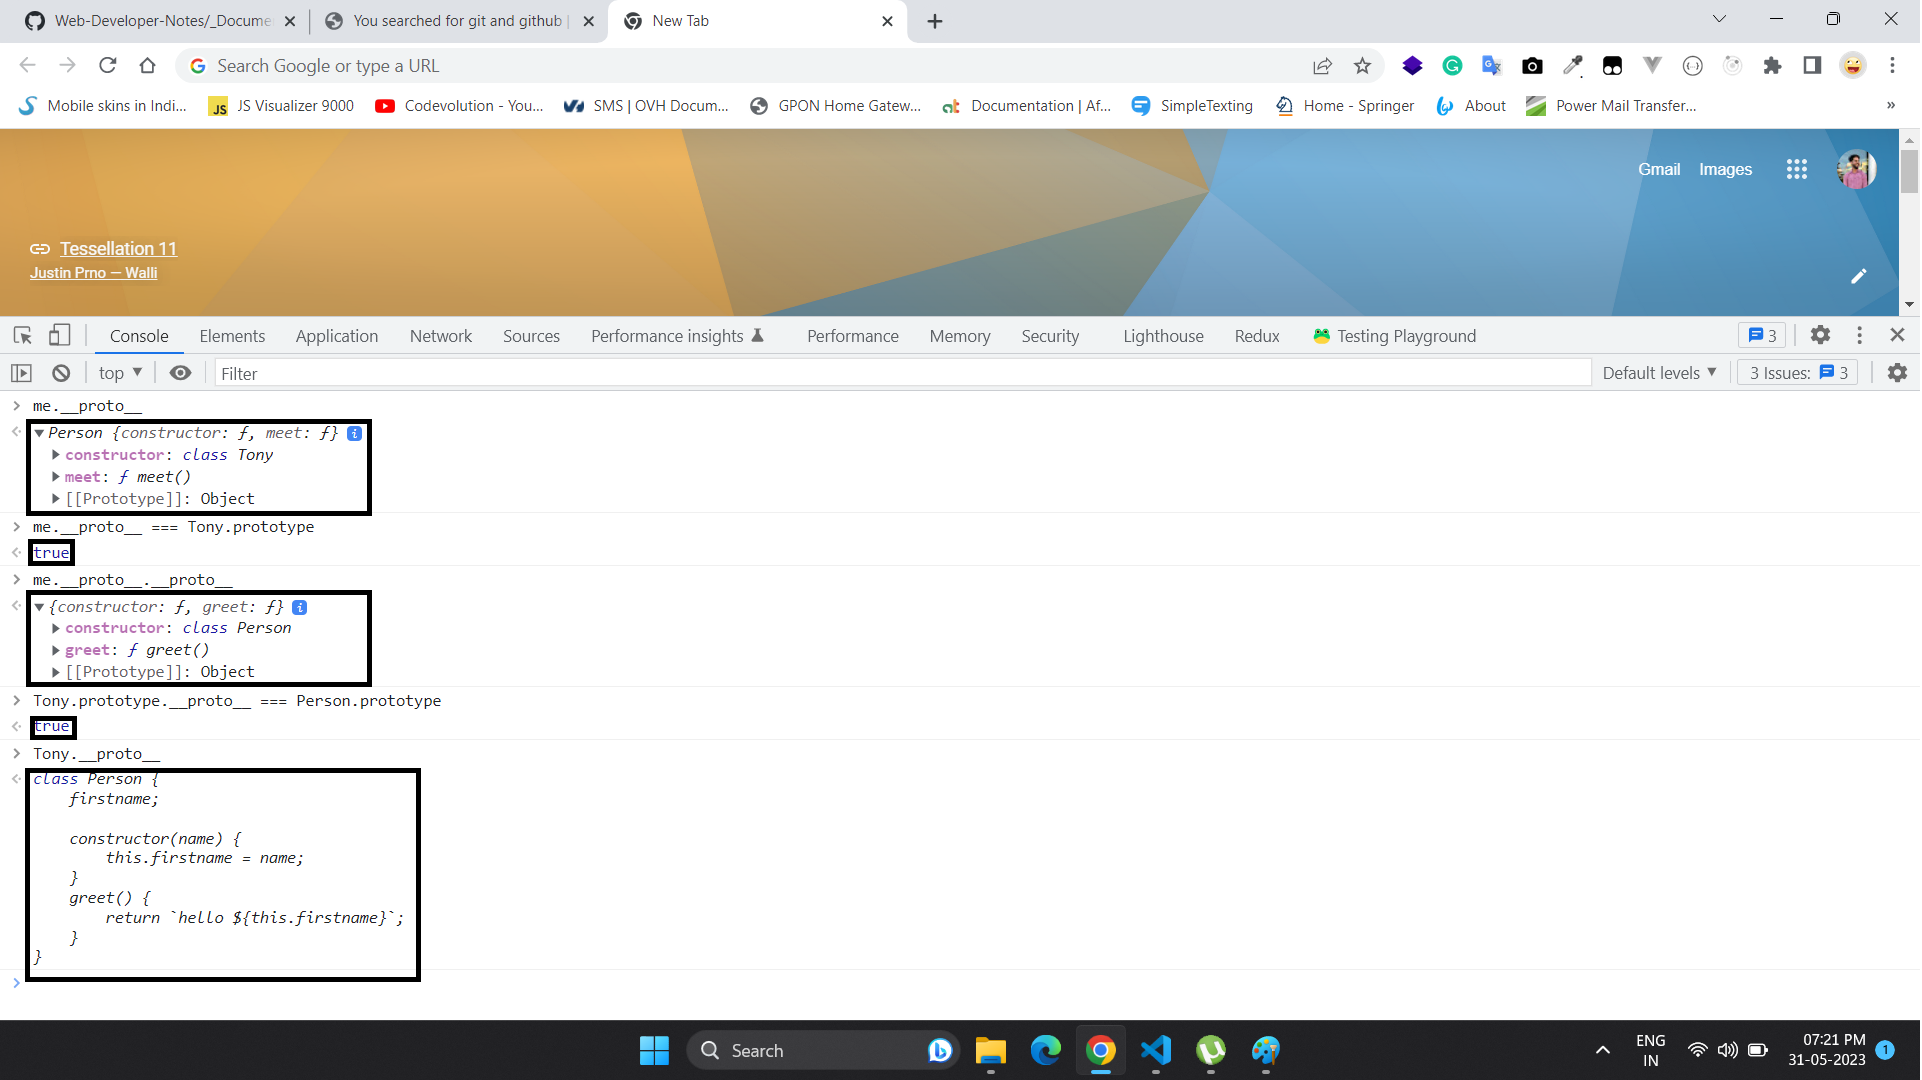 Web-Developer-Notes/_Docume
You searched for git and github |
New Tab
Search Google or type a URL
Mobile skins in Indi...
JS Visualizer 9000
Codevolution - You...
SMS | OVH Docum...
GPON Home Gatew...
Documentation | Af...
SimpleTexting
Home - Springer
About
Power Mail Transfer...
»
Gmail
Images
Tessellation 11
Justin Prno — Walli
Console
Elements
Application
Network
Sources
Performance insights
Performance
Memory
Security
Lighthouse
Redux
Testing Playground
3
top
Filter
Default levels
3 Issues: 3
me.__proto__
Person {constructor: ƒ, meet: ƒ} i
constructor: class Tony
meet: ƒ meet()
[[Prototype]]: Object
me.__proto__ === Tony.prototype
true
me.__proto__.__proto__
{constructor: ƒ, greet: ƒ} i
constructor: class Person
greet: ƒ greet()
[[Prototype]]: Object
Tony.prototype.__proto__ === Person.prototype
true
Tony.__proto__
class Person {
    firstname;
    constructor(name) {
        this.firstname = name;
    }
    greet() {
        return `hello ${this.firstname}`;
    }
}
Search
ENG
IN
07:21 PM
31-05-2023
1